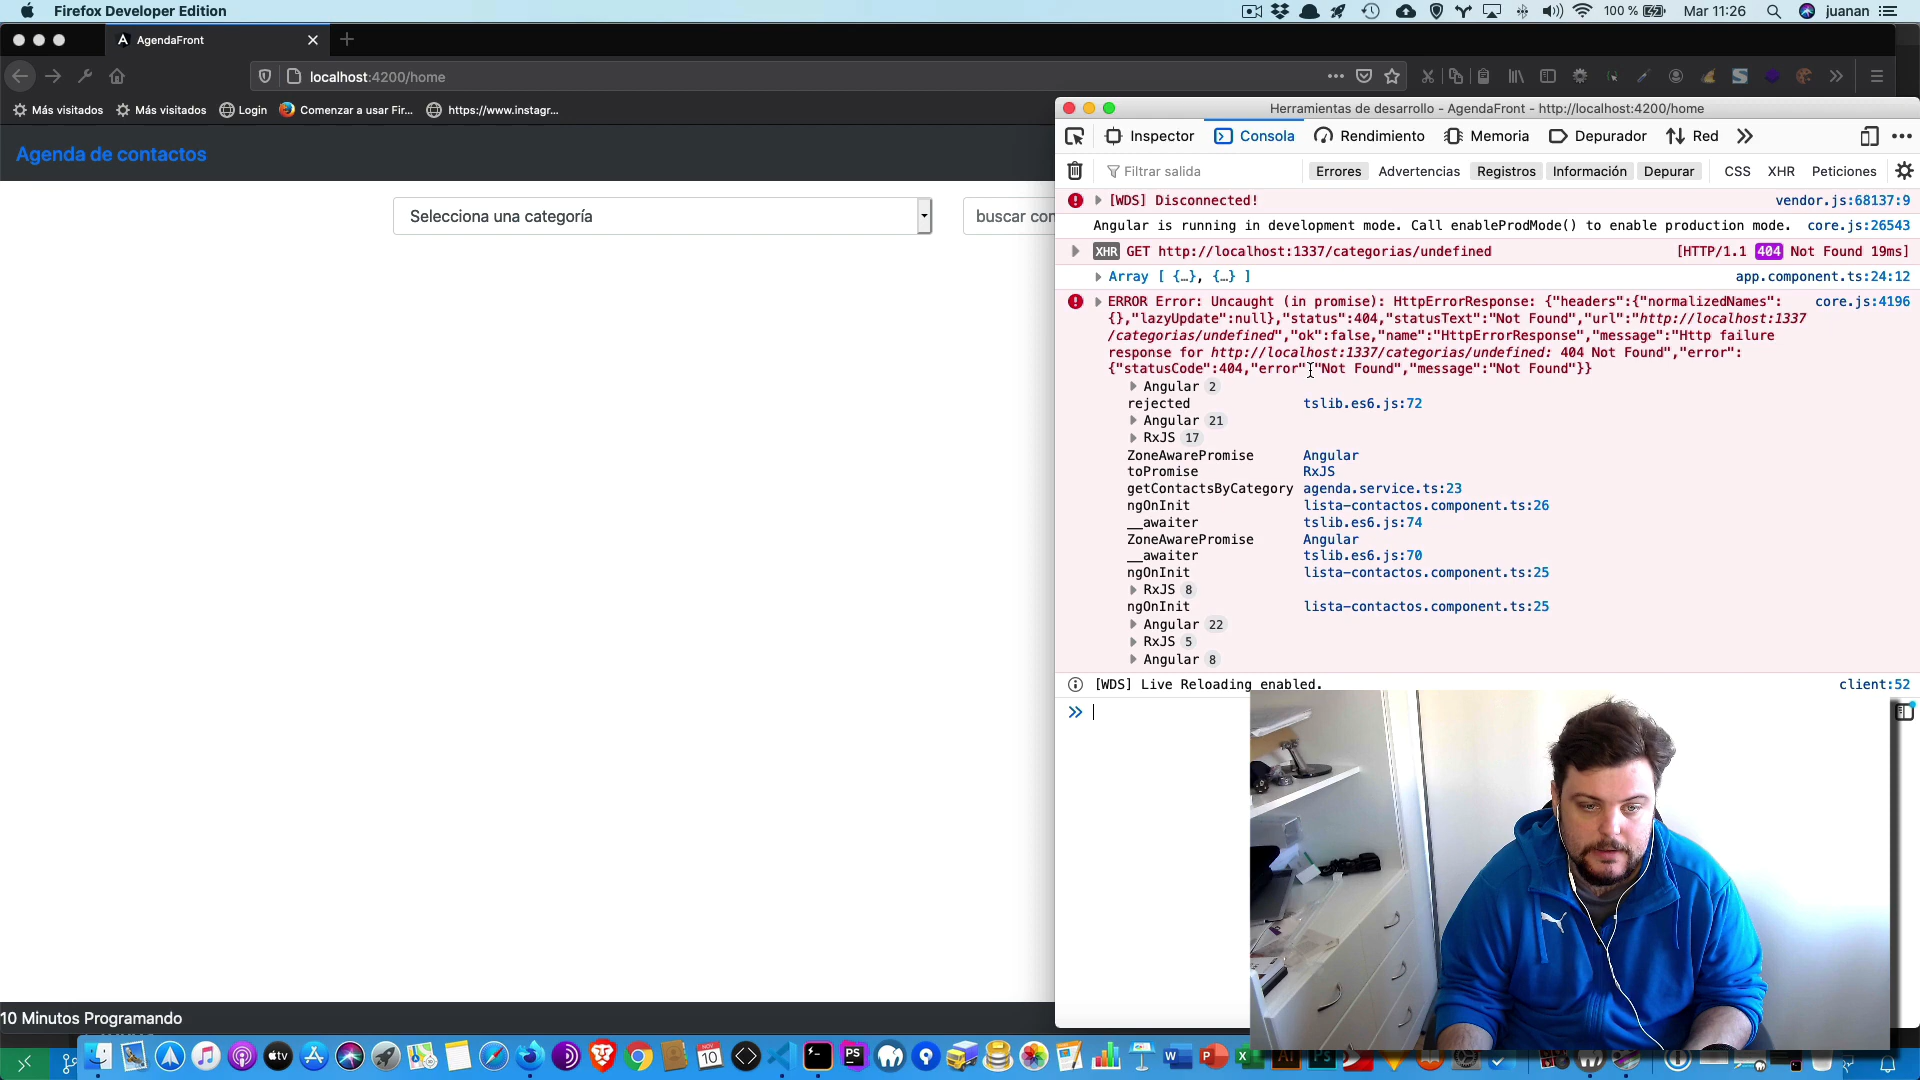 Firefox Developer Edition
100 %
Mar 11:26
juanan
AgendaFront
localhost:4200/home
Más visitados
Más visitados
Login
Comenzar a usar Fir...
https://www.instagr...
Agenda de contactos
Selecciona una categoría
buscar con
Herramientas de desarrollo - AgendaFront - http://localhost:4200/home
Inspector
Consola
Rendimiento
Memoria
Depurador
Red
Filtrar salida
Errores
Advertencias
Registros
Información
Depurar
CSS
XHR
Peticiones
[WDS] Disconnected! vendor.js:68137:9
Angular is running in development mode. Call enableProdMode() to enable production mode. core.js:26543
XHR GET http://localhost:1337/categorias/undefined [HTTP/1.1 404 Not Found 19ms]
Array [ {…}, {…} ] app.component.ts:24:12
ERROR Error: Uncaught (in promise): HttpErrorResponse: {"headers":{"normalizedNames": core.js:4196
{},"lazyUpdate":null},"status":404,"statusText":"Not Found","url":"http://localhost:1337
/categorias/undefined","ok":false,"name":"HttpErrorResponse","message":"Http failure
response for http://localhost:1337/categorias/undefined: 404 Not Found","error":
{"statusCode":404,"error":"Not Found","message":"Not Found"}}
Angular 2
rejected tslib.es6.js:72
Angular 21
RxJS 17
ZoneAwarePromise Angular
toPromise RxJS
getContactsByCategory agenda.service.ts:23
ngOnInit lista-contactos.component.ts:26
__awaiter tslib.es6.js:74
ZoneAwarePromise Angular
__awaiter tslib.es6.js:70
ngOnInit lista-contactos.component.ts:25
RxJS 8
ngOnInit lista-contactos.component.ts:25
Angular 22
RxJS 5
Angular 8
[WDS] Live Reloading enabled. client:52
10 Minutos Programando
tv
NOV
10
PS
W
P
X
Ai
Ps